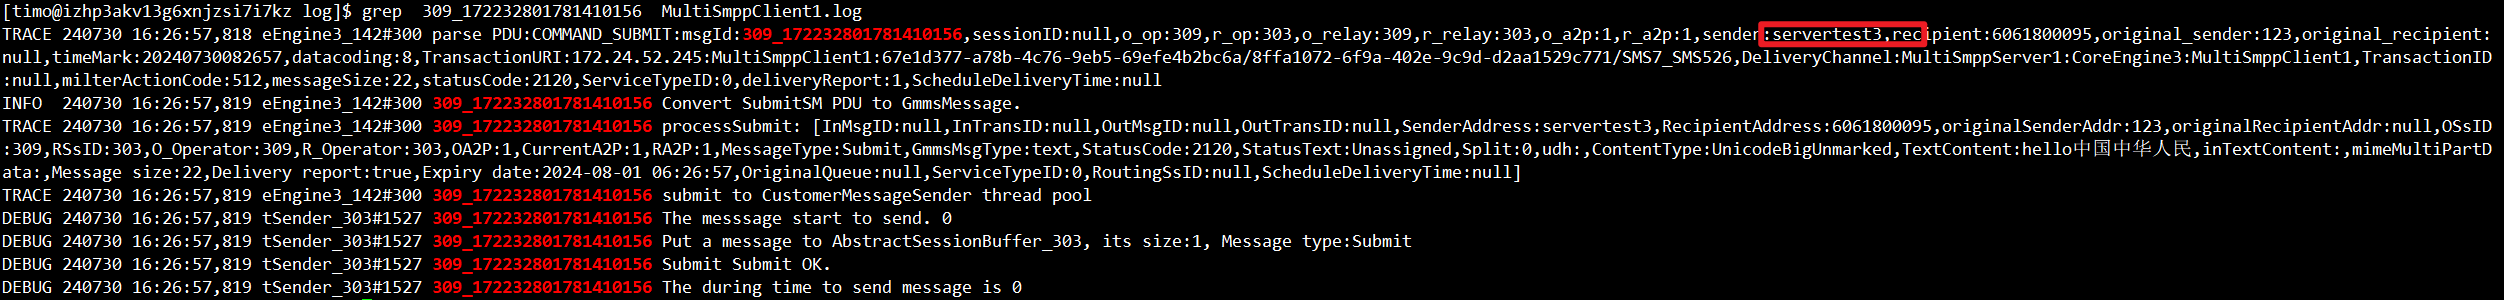 [timo@izhp3akv13g6xnjzsi7i7kz log]$ grep  309_172232801781410156  MultiSmppClient1.log
TRACE 240730 16:26:57,818 eEngine3_142#300 parse PDU:COMMAND_SUBMIT:msgId:309_172232801781410156,sessionID:null,o_op:309,r_op:303,o_relay:309,r_relay:303,o_a2p:1,r_a2p:1,sender:servertest3,recipient:6061800095,original_sender:123,original_recipient:
null,timeMark:20240730082657,datacoding:8,TransactionURI:172.24.52.245:MultiSmppClient1:67e1d377-a78b-4c76-9eb5-69efe4b2bc6a/8ffa1072-6f9a-402e-9c9d-d2aa1529c771/SMS7_SMS526,DeliveryChannel:MultiSmppServer1:CoreEngine3:MultiSmppClient1,TransactionID
:null,milterActionCode:512,messageSize:22,statusCode:2120,ServiceTypeID:0,deliveryReport:1,ScheduleDeliveryTime:null
INFO  240730 16:26:57,819 eEngine3_142#300 309_172232801781410156 Convert SubmitSM PDU to GmmsMessage.
TRACE 240730 16:26:57,819 eEngine3_142#300 309_172232801781410156 processSubmit: [InMsgID:null,InTransID:null,OutMsgID:null,OutTransID:null,SenderAddress:servertest3,RecipientAddress:6061800095,originalSenderAddr:123,originalRecipientAddr:null,OSsID
:309,RSsID:303,O_Operator:309,R_Operator:303,OA2P:1,CurrentA2P:1,RA2P:1,MessageType:Submit,GmmsMsgType:text,StatusCode:2120,StatusText:Unassigned,Split:0,udh:,ContentType:UnicodeBigUnmarked,TextContent:hello中国中华人民,inTextContent:,mimeMultiPartD
ata:,Message size:22,Delivery report:true,Expiry date:2024-08-01 06:26:57,OriginalQueue:null,ServiceTypeID:0,RoutingSsID:null,ScheduleDeliveryTime:null]
TRACE 240730 16:26:57,819 eEngine3_142#300 309_172232801781410156 submit to CustomerMessageSender thread pool
DEBUG 240730 16:26:57,819 tSender_303#1527 309_172232801781410156 The messsage start to send. 0
DEBUG 240730 16:26:57,819 tSender_303#1527 309_172232801781410156 Put a message to AbstractSessionBuffer_303, its size:1, Message type:Submit
DEBUG 240730 16:26:57,819 tSender_303#1527 309_172232801781410156 Submit Submit OK.
DEBUG 240730 16:26:57,819 tSender_303#1527 309_172232801781410156 The during time to send message is 0